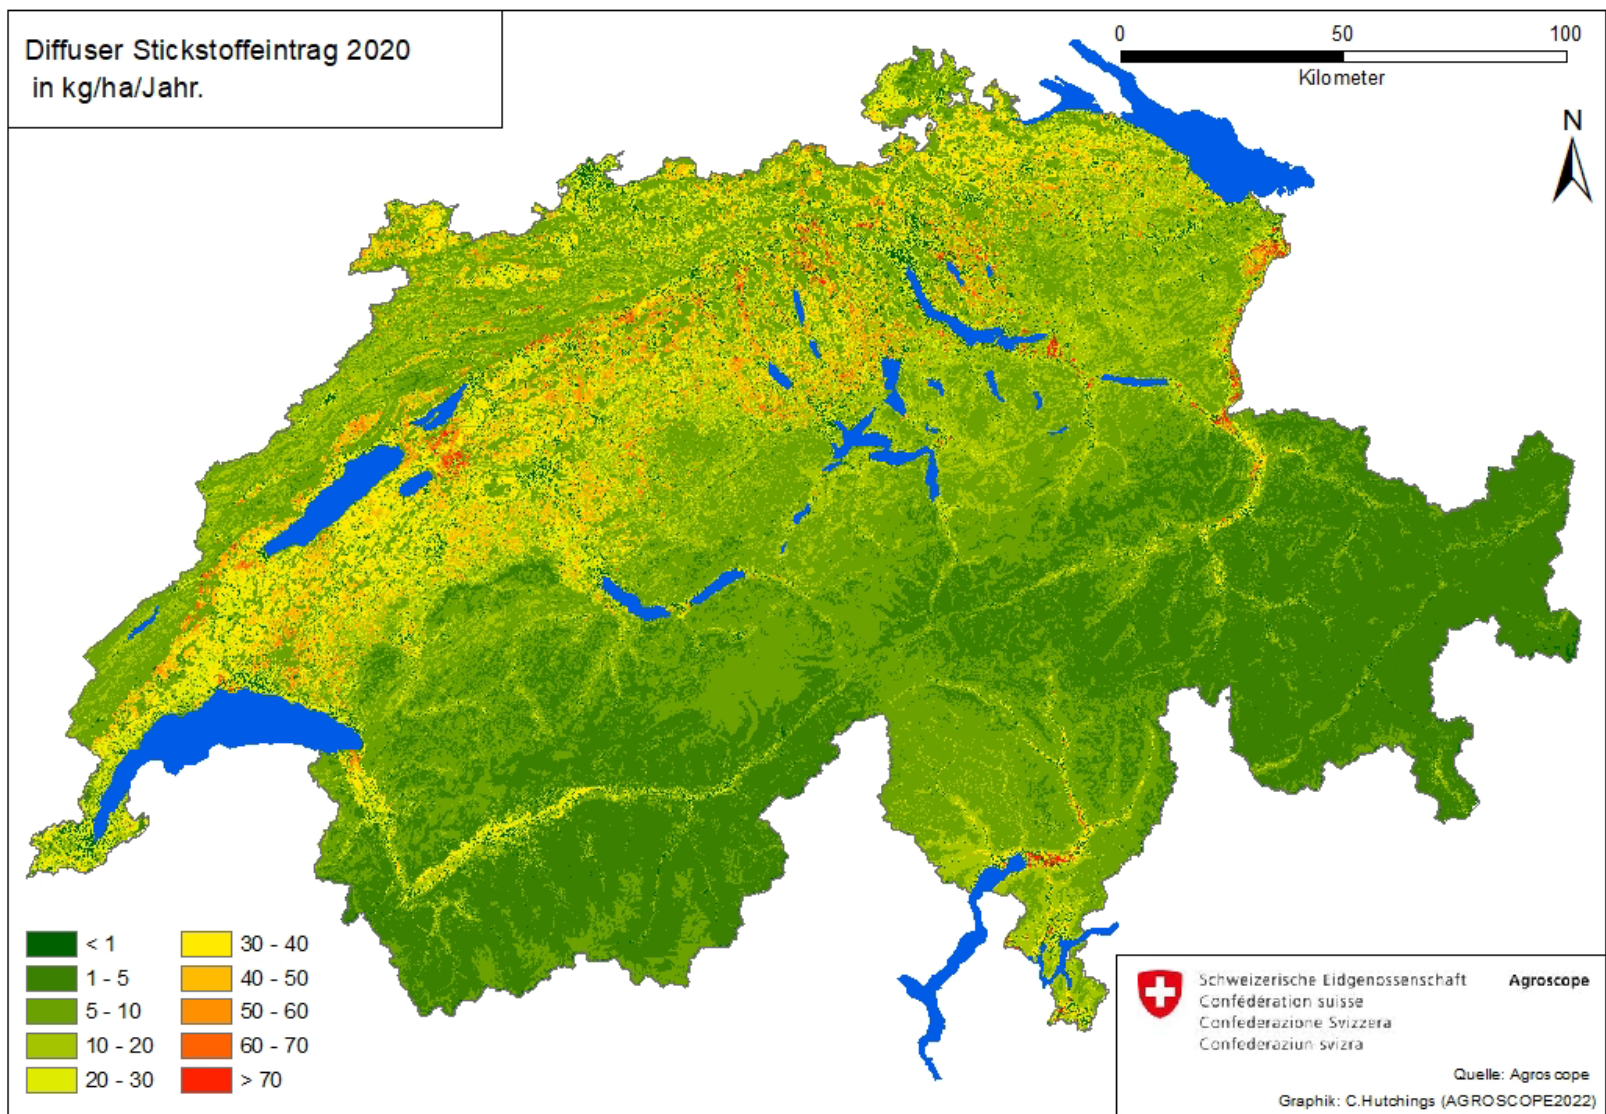 Diffuser Stickstoffeintrag 2020
in kg/ha/Jahr.
0 50 100
Kilometer
N
< 1
1 - 5
5 - 10
10 - 20
20 - 30
30 - 40
40 - 50
50 - 60
60 - 70
> 70
Schweizerische Eidgenossenschaft
Confédération suisse
Confederazione Svizzera
Confederaziun svizra
Agroscope
Quelle: Agroscope
Graphik: C.Hutchings (AGROSCOPE2022)